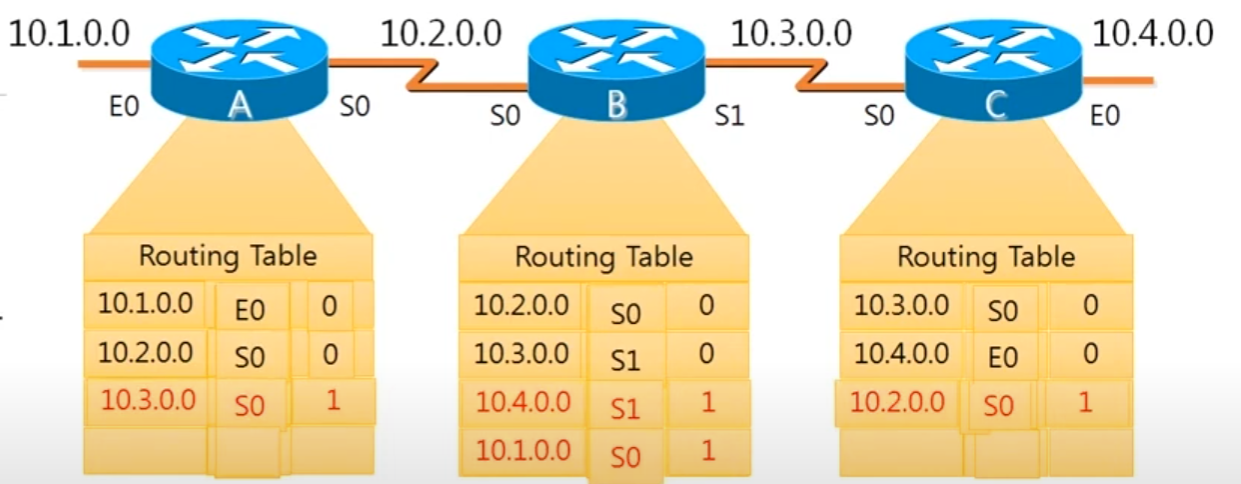 10.1.0.0 10.2.0.0 10.3.0.0 10.4.0.0
E0 A S0 S0 B S1 S0 C E0
Routing Table
10.1.0.0 E0 0
10.2.0.0 S0 0
10.3.0.0 S0 1
Routing Table
10.2.0.0 S0 0
10.3.0.0 S1 0
10.4.0.0 S1 1
10.1.0.0 S0 1
Routing Table
10.3.0.0 S0 0
10.4.0.0 E0 0
10.2.0.0 S0 1